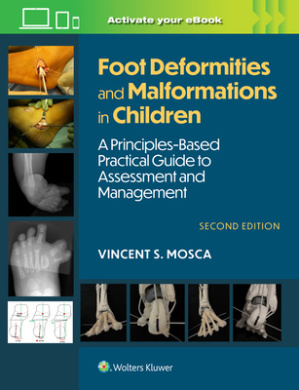 Activate your eBook
Foot Deformities
and Malformations
in Children
A Principles-Based
Practical Guide to
Assessment and
Management
SECOND EDITION
VINCENT S. MOSCA
Wolters Kluwer